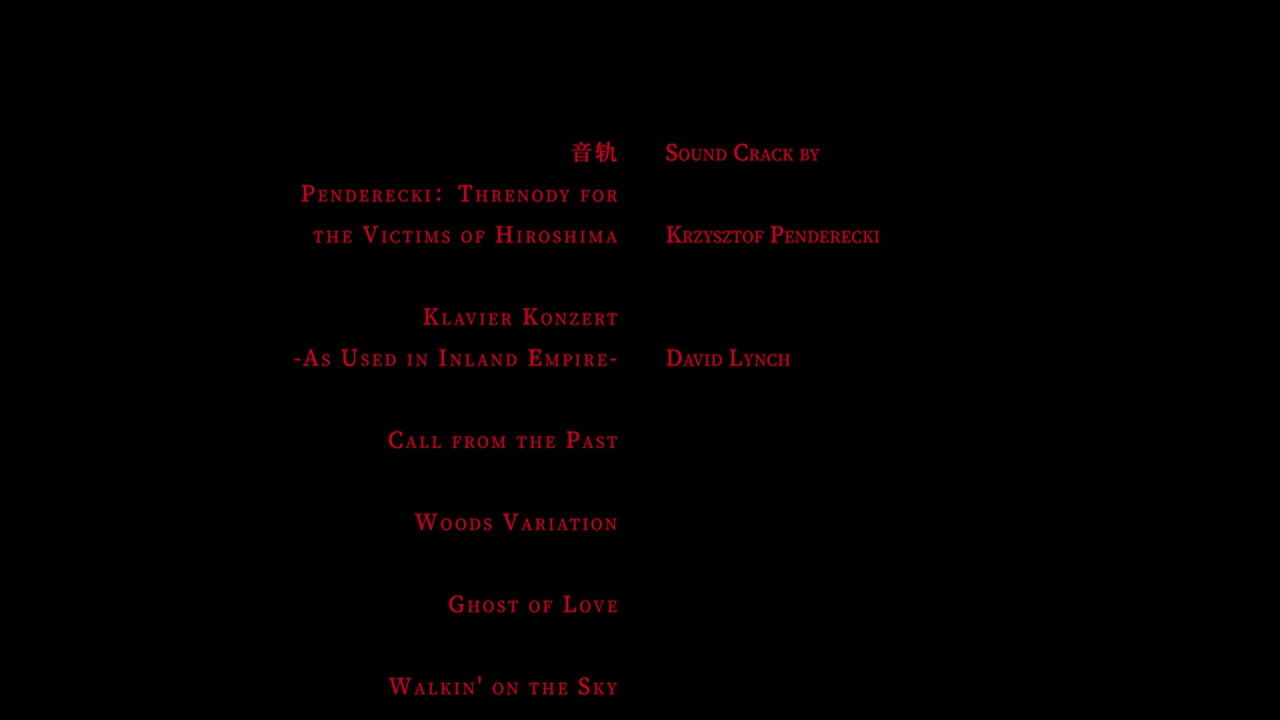 音轨 Sound Crack by
Penderecki: Threnody for
the Victims of Hiroshima Krzysztof Penderecki
Klavier Konzert
-As Used in Inland Empire- David Lynch
Call from the Past
Woods Variation
Ghost of Love
Walkin' on the Sky